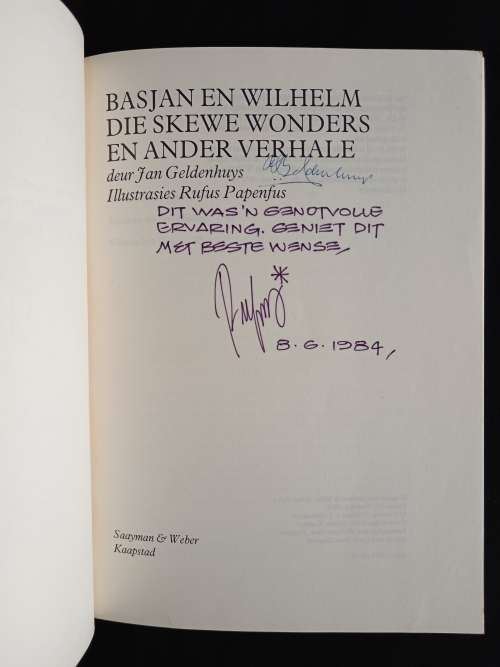 BASJAN EN WILHELM
DIE SKEWE WONDERS
EN ANDER VERHALE
deur Jan Geldenhuys
Illustrasies Rufus Papenfus
DIT WAS 'N GENOTVOLLE
ERVARING. GENIET DIT
MET BESTE WENSE,
8.6.1984,
Saayman & Weber
Kaapstad